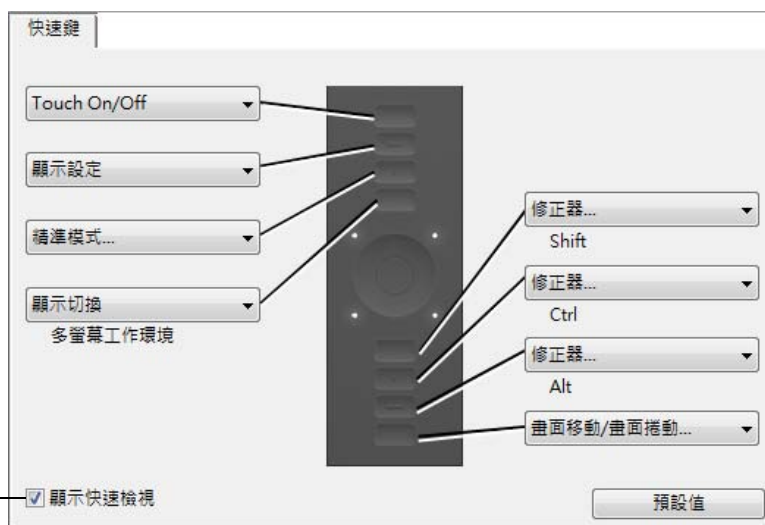 快速鍵
Touch On/Off
顯示設定
精準模式...
顯示切換
多螢幕工作環境
修正器...
Shift
修正器...
Ctrl
修正器...
Alt
畫面移動/畫面捲動...
顯示快速檢視
預設值